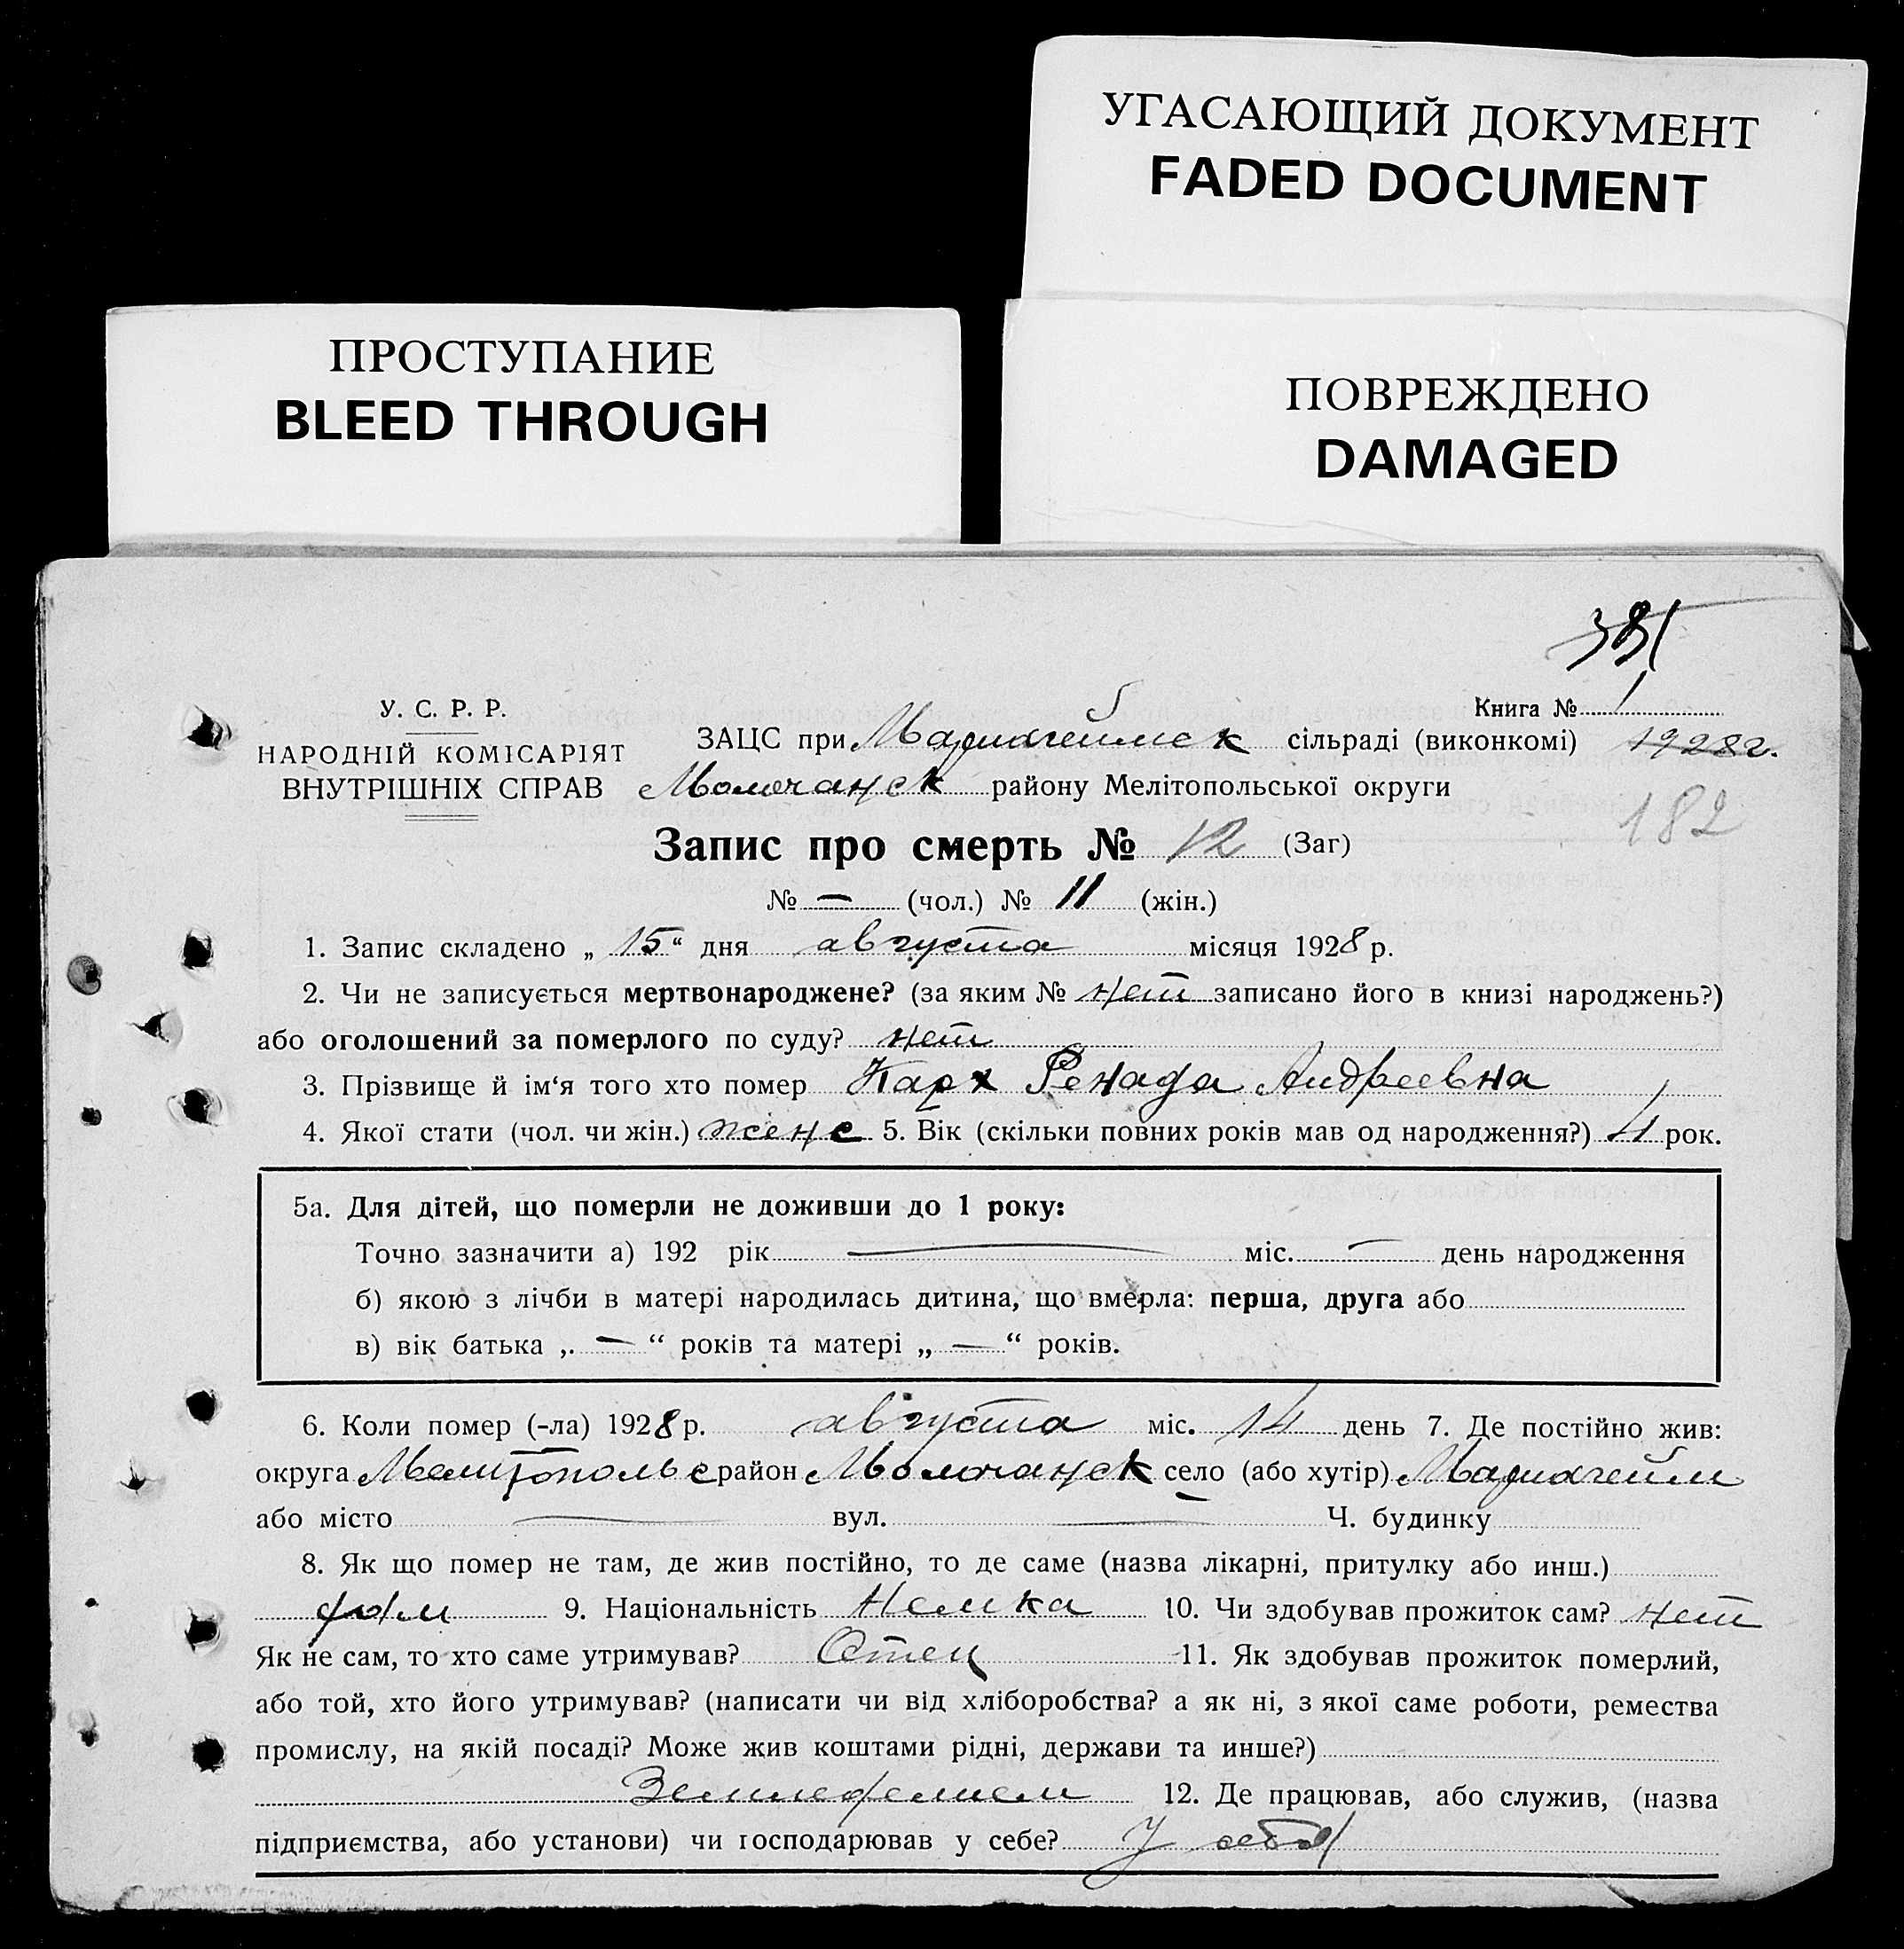 УГАСАЮЩИЙ ДОКУМЕНТ
FADED DOCUMENT
ПРОСТУПАНИЕ
BLEED THROUGH
ПОВРЕЖДЕНО
DAMAGED
У. С. Р. Р.
НАРОДНІЙ КОМІСАРІЯТ
ВНУТРІШНІХ СПРАВ
Книга № 1
ЗАЦС при Мариагеймск сільраді (виконкомі) 1928г.
Молочанск району Мелітопольської округи
182
Запис про смерть № 12 (Заг)
№ — (чол.) № 11 (жін.)
1. Запис складено „ 15 “ дня августа місяця 1928 р.
2. Чи не записується мертвонароджене? (за яким № нет записано його в книзі народжень?)
або оголошений за померлого по суду? нет
3. Прізвище й ім‘я того хто помер Карх Ренада Андреевна
4. Якої стати (чол. чи жін.) женс 5. Вік (скільки повних років мав од народження?) 4 рок.
5а. Для дітей, що померли не доживши до 1 року:
Точно зазначити а) 192 рік — міс. — день народження
б) якою з лічби в матері народилась дитина, що вмерла: перша, друга або
в) вік батька „ — “ років та матері „ — “ років.
6. Коли помер (-ла) 1928 р. августа міс. 14 день 7. Де постійно жив:
округа Мелитопольс район Молочанск село (або хутір) Мариагейм
або місто — вул. — Ч. будинку
8. Як що помер не там, де жив постійно, то де саме (назва лікарні, притулку або инш.)
дом 9. Національність Немка 10. Чи здобував прожиток сам? нет
Як не сам, то хто саме утримував? Отец 11. Як здобував прожиток померлий,
або той, хто його утримував? (написати чи від хліборобства? а як ні, з якої саме роботи, ремества
промислу, на якій посаді? Може жив коштами рідні, держави та инше?)
Земледелием 12. Де працював, або служив, (назва
підприємства, або установи) чи господарював у себе? У себя